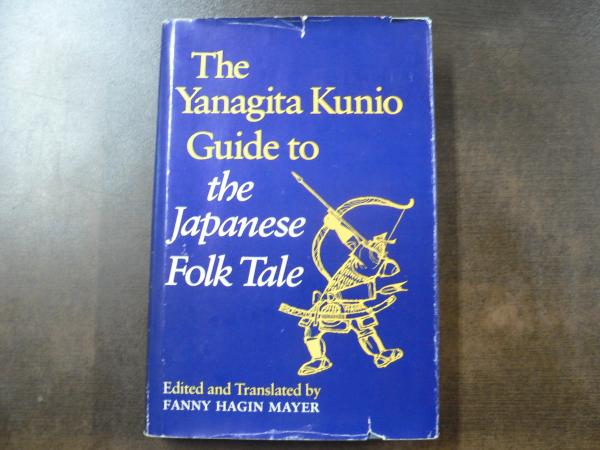 The
Yanagita Kunio
Guide to
the
Japanese
Folk Tale
Edited and Translated by
FANNY HAGIN MAYER